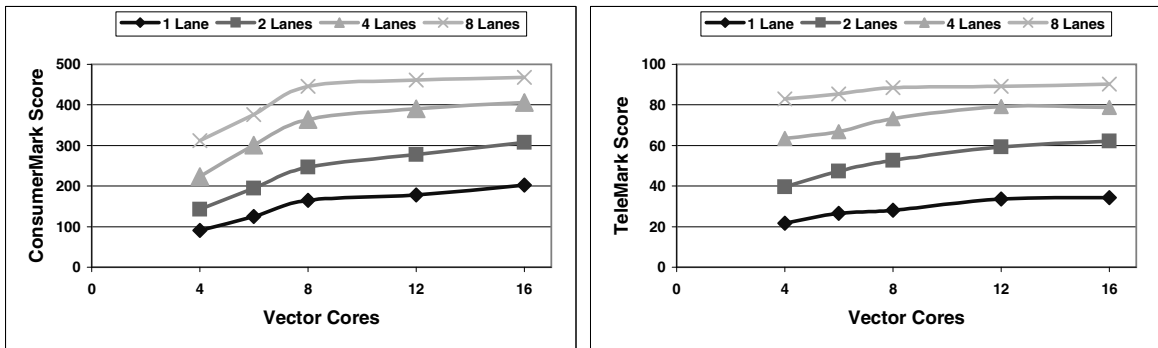 1 Lane 2 Lanes 4 Lanes 8 Lanes
ConsumerMark Score
500
400
300
200
100
0
0 4 8 12 16
Vector Cores
1 Lane 2 Lanes 4 Lanes 8 Lanes
TeleMark Score
100
80
60
40
20
0
0 4 8 12 16
Vector Cores